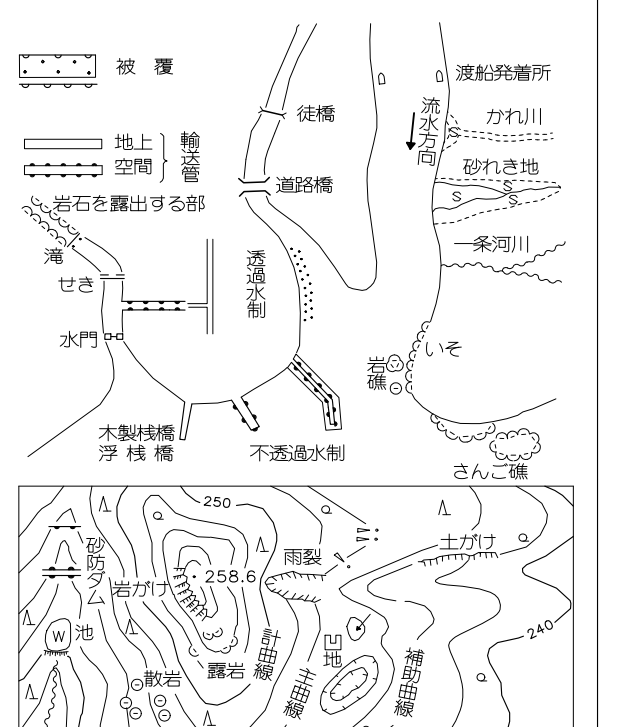 被覆
渡船発着所
徒橋
流水方向
かれ川
地上
空間
輸送管
道路橋
砂れき地
S
S
S
岩石を露出する部
滝
せき
透過水制
一条河川
水門
いそ
岩礁
木製桟橋
浮桟橋
不透過水制
さんご礁
250
砂防ダム
雨裂
土がけ
岩がけ
258.6
W
池
計曲線
凹地
補助曲線
240
露岩
主曲線
散岩